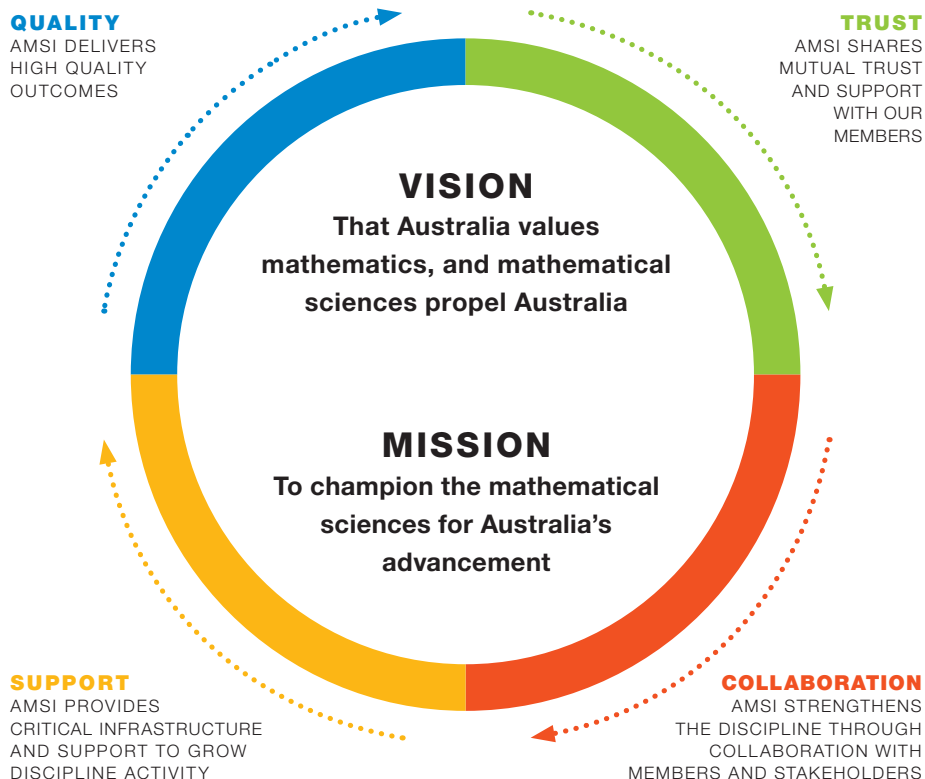 QUALITY
AMSI DELIVERS
HIGH QUALITY
OUTCOMES
TRUST
AMSI SHARES
MUTUAL TRUST
AND SUPPORT
WITH OUR
MEMBERS
VISION
That Australia values
mathematics, and mathematical
sciences propel Australia
MISSION
To champion the mathematical
sciences for Australia’s
advancement
SUPPORT
AMSI PROVIDES
CRITICAL INFRASTRUCTURE
AND SUPPORT TO GROW
DISCIPLINE ACTIVITY
COLLABORATION
AMSI STRENGTHENS
THE DISCIPLINE THROUGH
COLLABORATION WITH
MEMBERS AND STAKEHOLDERS